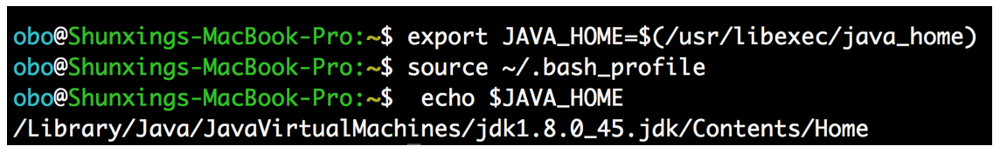 obo@Shunxings-MacBook-Pro:~$ export JAVA_HOME=$(/usr/libexec/java_home)
obo@Shunxings-MacBook-Pro:~$ source ~/.bash_profile
obo@Shunxings-MacBook-Pro:~$  echo $JAVA_HOME
/Library/Java/JavaVirtualMachines/jdk1.8.0_45.jdk/Contents/Home